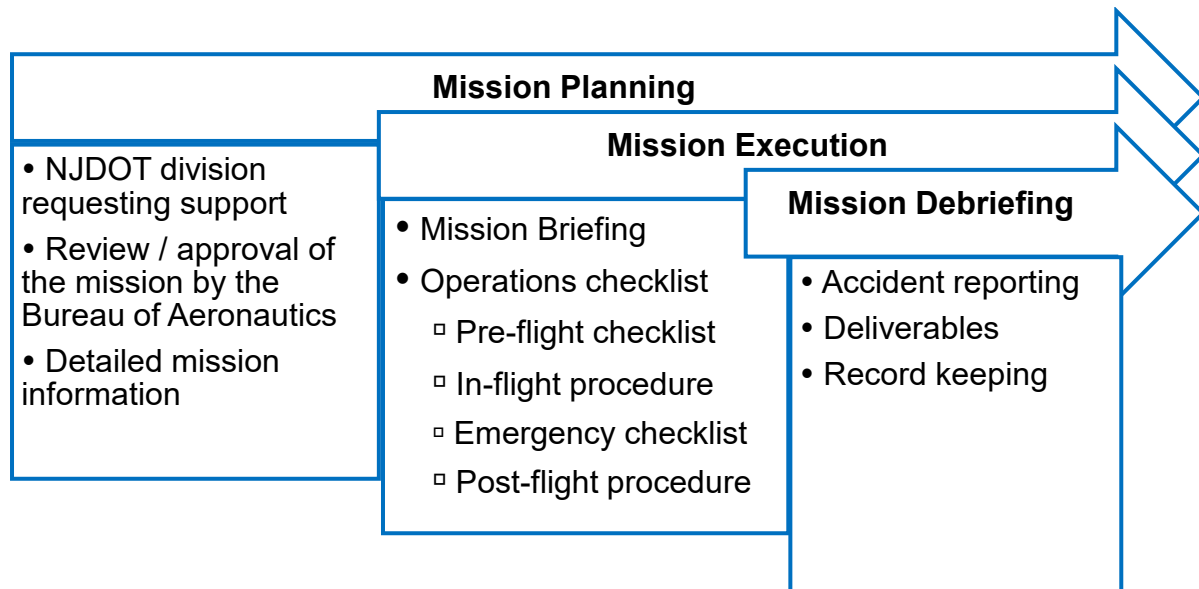 Mission Planning
• NJDOT division
requesting support
• Review / approval of
the mission by the
Bureau of Aeronautics
• Detailed mission
information
Mission Execution
• Mission Briefing
• Operations checklist
▫ Pre-flight checklist
▫ In-flight procedure
▫ Emergency checklist
▫ Post-flight procedure
Mission Debriefing
• Accident reporting
• Deliverables
• Record keeping